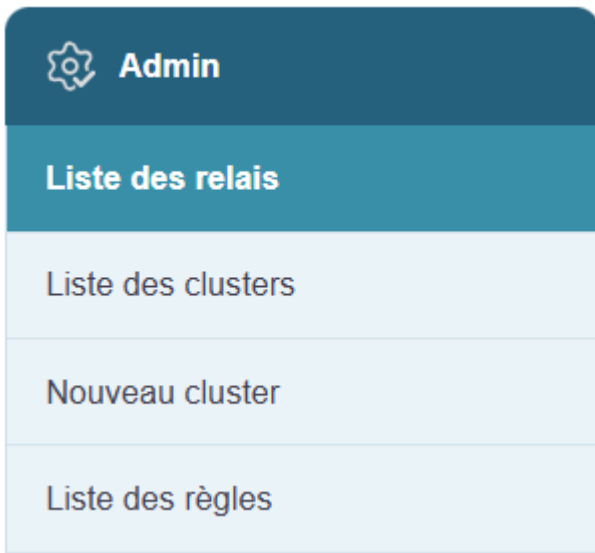 Admin
Liste des relais
Liste des clusters
Nouveau cluster
Liste des règles